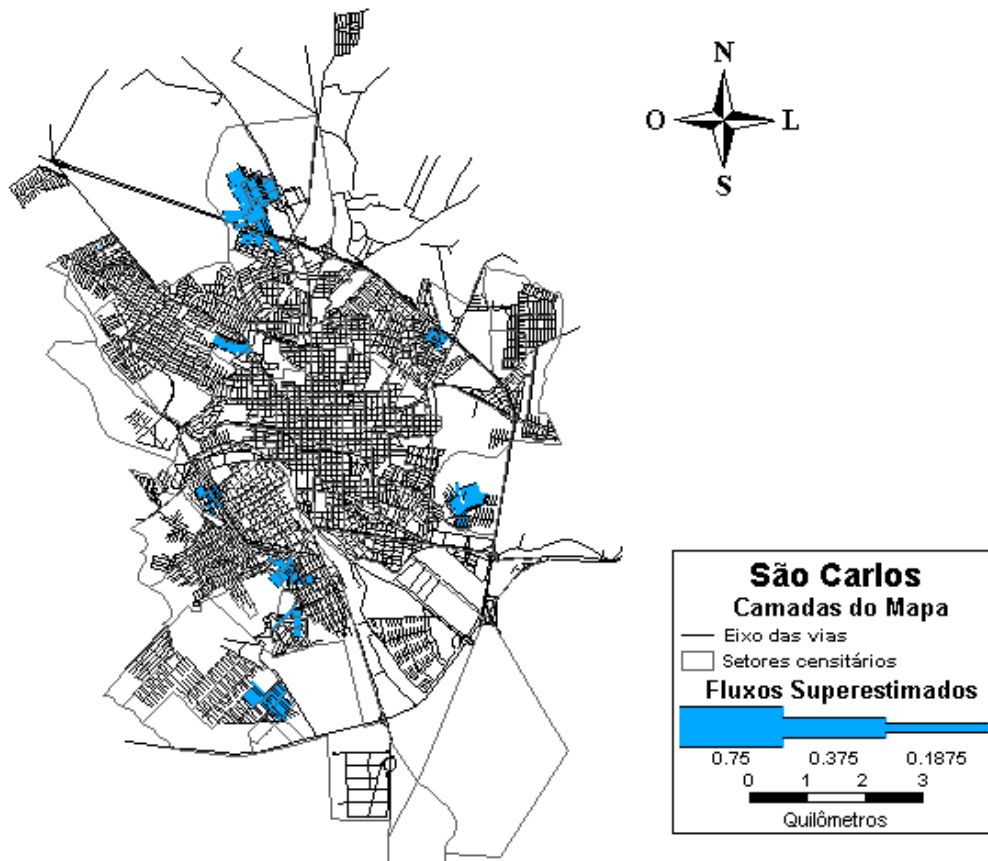 N
O L
S
São Carlos
Camadas do Mapa
Eixo das vias
Setores censitários
Fluxos Superestimados
0.75 0.375 0.1875
0 1 2 3
Quilômetros